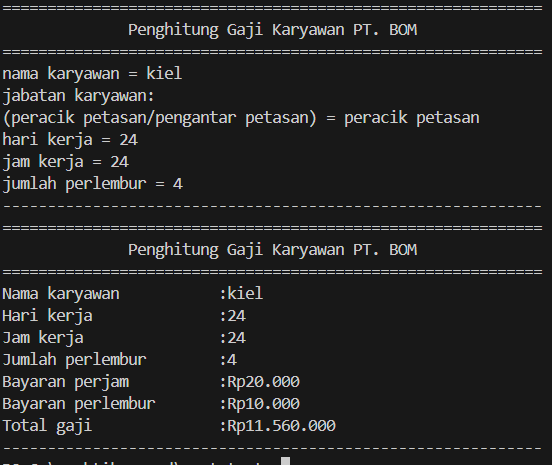 ============================================================
Penghitung Gaji Karyawan PT. BOM
============================================================
nama karyawan = kiel
jabatan karyawan:
(peracik petasan/pengantar petasan) = peracik petasan
hari kerja = 24
jam kerja = 24
jumlah perlembur = 4
------------------------------------------------------------
============================================================
Penghitung Gaji Karyawan PT. BOM
============================================================
Nama karyawan :kiel
Hari kerja :24
Jam kerja :24
Jumlah perlembur :4
Bayaran perjam :Rp20.000
Bayaran perlembur :Rp10.000
Total gaji :Rp11.560.000
------------------------------------------------------------